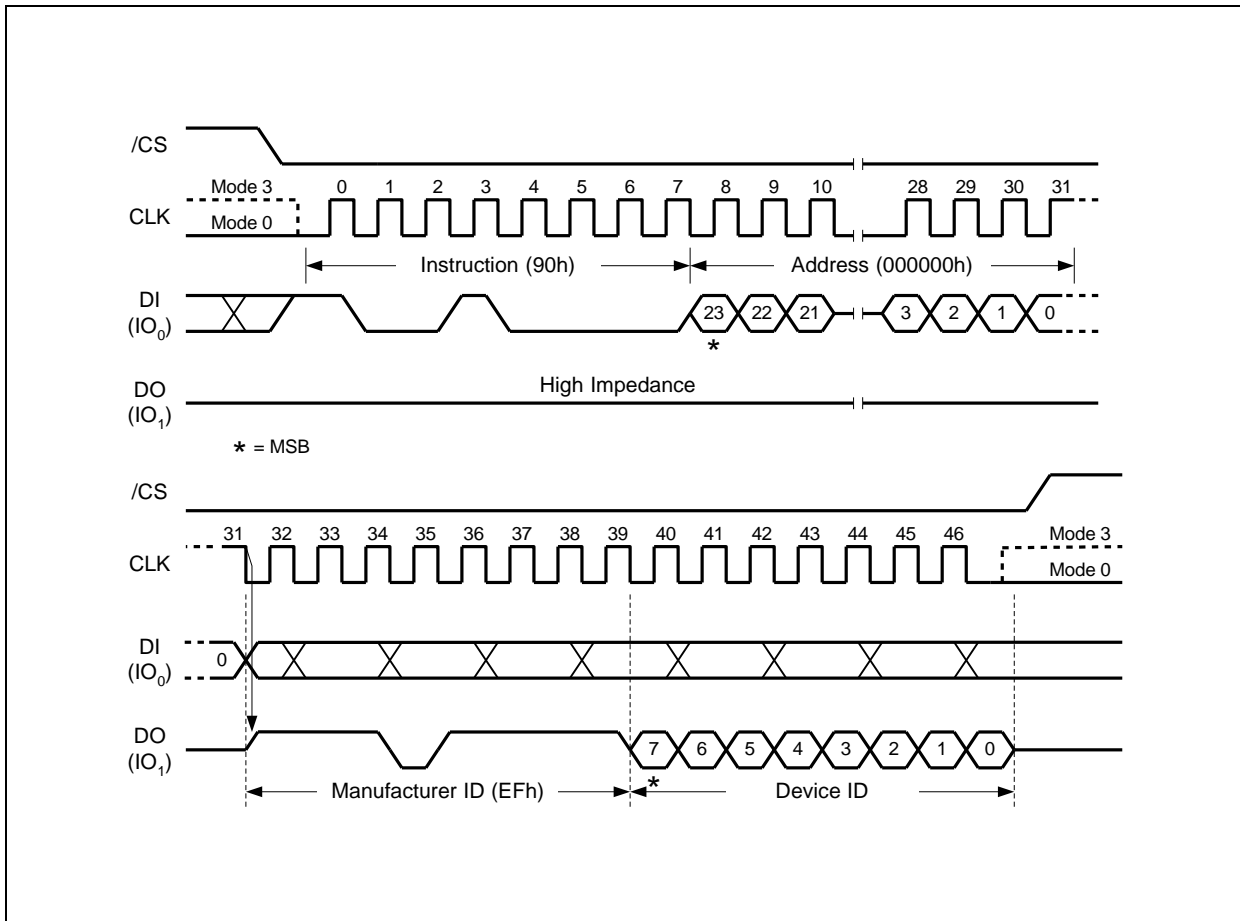 /CS
Mode 3 0 1 2 3 4 5 6 7 8 9 10 28 29 30 31
CLK
Mode 0
Instruction (90h) Address (000000h)
DI
(IO0) 23 22 21 3 2 1 0
*
DO
(IO1)
High Impedance
* = MSB
/CS
31 32 33 34 35 36 37 38 39 40 41 42 43 44 45 46 Mode 3
CLK
Mode 0
DI
(IO0)
0
DO
(IO1)
7 6 5 4 3 2 1 0
*
Manufacturer ID (EFh) Device ID